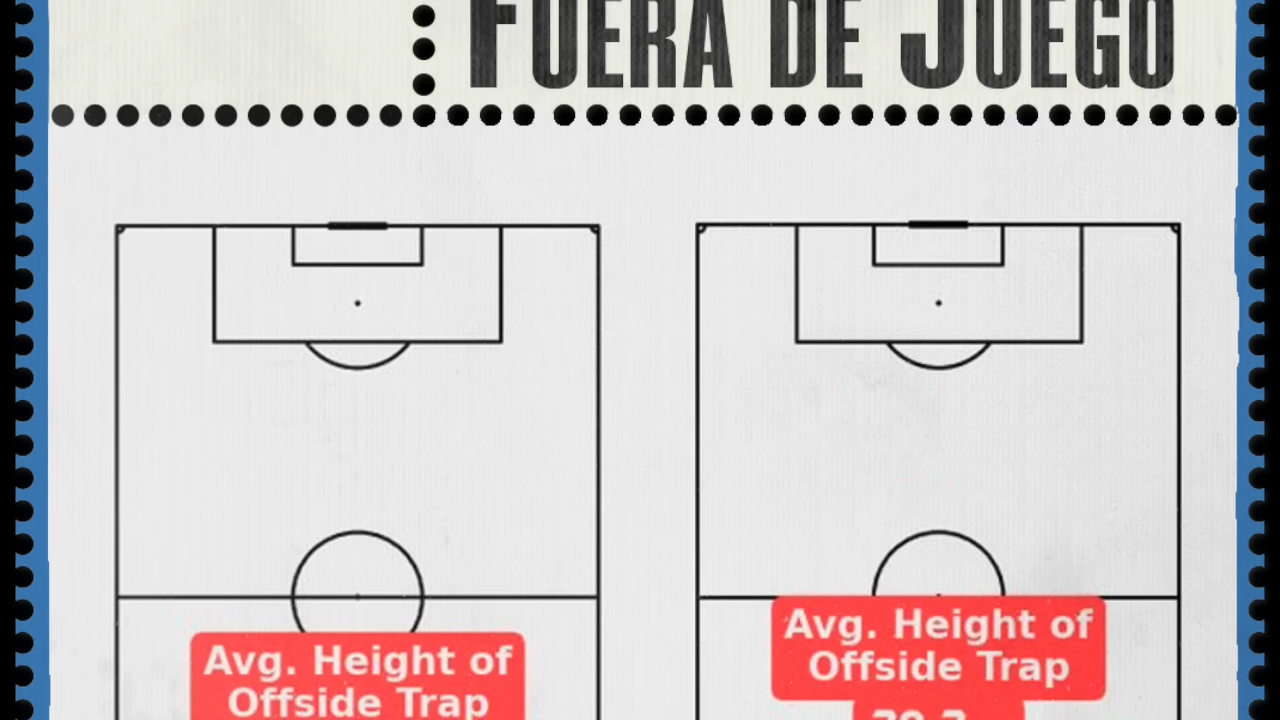 FUERA DE JUEGO
Avg. Height of
Offside Trap
Avg. Height of
Offside Trap